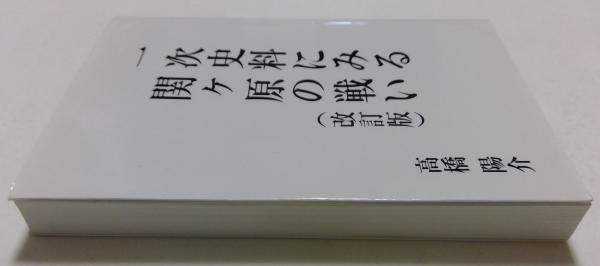 一次史料にみる
関ヶ原の戦い
（改訂版）
高橋 陽介